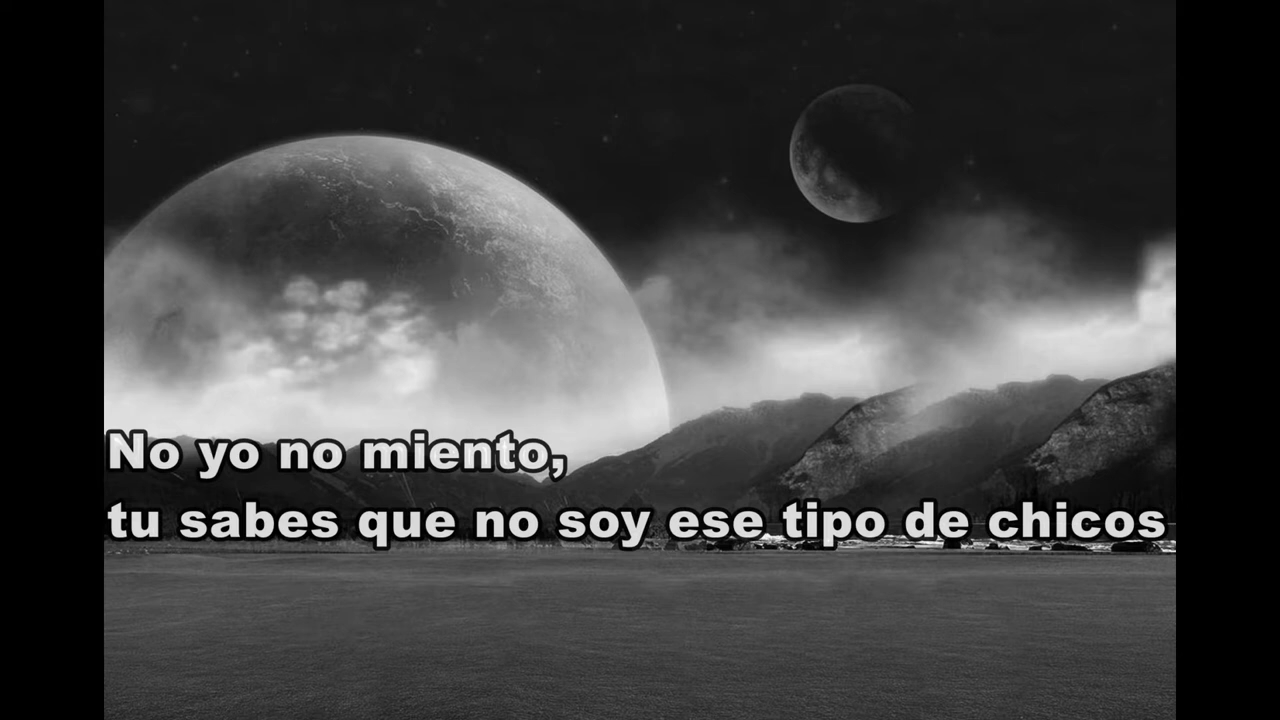 No yo no miento,
tu sabes que no soy ese tipo de chicos